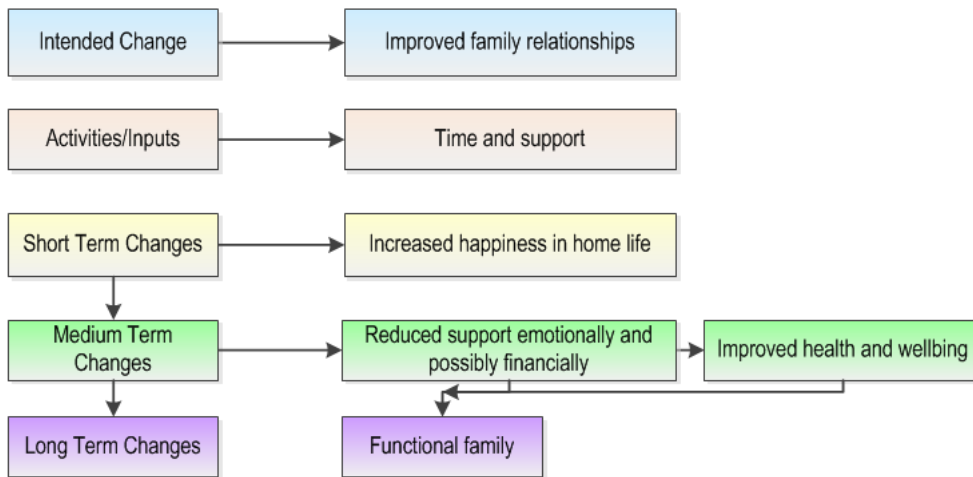 Intended Change
Improved family relationships
Activities/Inputs
Time and support
Short Term Changes
Increased happiness in home life
Medium Term
Changes
Reduced support emotionally and
possibly financially
Improved health and wellbing
Long Term Changes
Functional family